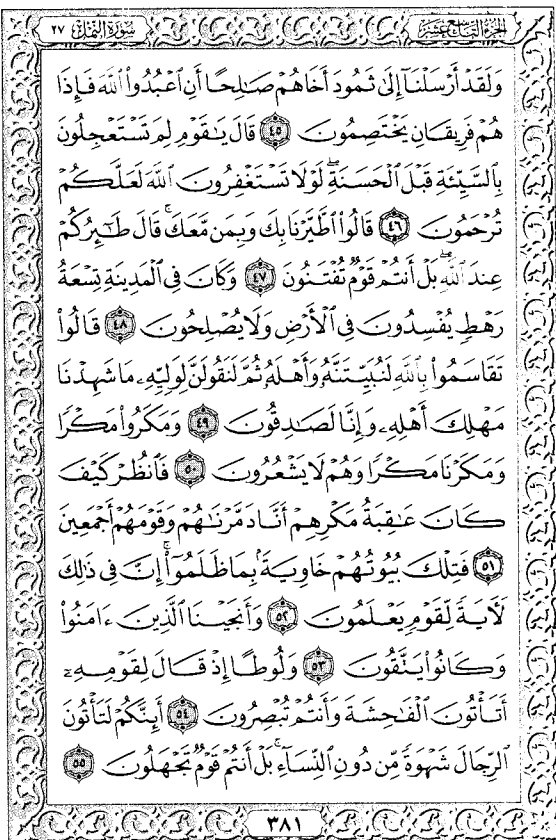 الجزء التاسع عشر
سورة النمل ٢٧
وَلَقَدْ أَرْسَلْنَآ إِلَىٰ ثَمُودَ أَخَاهُمْ صَٰلِحًا أَنِ ٱعْبُدُوا۟ ٱللَّهَ فَإِذَا
هُمْ فَرِيقَانِ يَخْتَصِمُونَ ٤٥ قَالَ يَٰقَوْمِ لِمَ تَسْتَعْجِلُونَ
بِٱلسَّيِّئَةِ قَبْلَ ٱلْحَسَنَةِ ۖ لَوْلَا تَسْتَغْفِرُونَ ٱللَّهَ لَعَلَّكُمْ
تُرْحَمُونَ ٤٦ قَالُوا۟ ٱطَّيَّرْنَا بِكَ وَبِمَن مَّعَكَ ۚ قَالَ طَٰٓئِرُكُمْ
عِندَ ٱللَّهِ ۖ بَلْ أَنتُمْ قَوْمٌ تُفْتَنُونَ ٤٧ وَكَانَ فِى ٱلْمَدِينَةِ تِسْعَةُ
رَهْطٍ يُفْسِدُونَ فِى ٱلْأَرْضِ وَلَا يُصْلِحُونَ ٤٨ قَالُوا۟
تَقَاسَمُوا۟ بِٱللَّهِ لَنُبَيِّتَنَّهُۥ وَأَهْلَهُۥ ثُمَّ لَنَقُولَنَّ لِوَلِيِّهِۦ مَا شَهِدْنَا
مَهْلِكَ أَهْلِهِۦ وَإِنَّا لَصَٰدِقُونَ ٤٩ وَمَكَرُوا۟ مَكْرًا
وَمَكَرْنَا مَكْرًا وَهُمْ لَا يَشْعُرُونَ ٥٠ فَٱنظُرْ كَيْفَ
كَانَ عَٰقِبَةُ مَكْرِهِمْ أَنَّا دَمَّرْنَٰهُمْ وَقَوْمَهُمْ أَجْمَعِينَ
٥١ فَتِلْكَ بُيُوتُهُمْ خَاوِيَةًۢ بِمَا ظَلَمُوٓا۟ ۗ إِنَّ فِى ذَٰلِكَ
لَءَايَةً لِّقَوْمٍ يَعْلَمُونَ ٥٢ وَأَنجَيْنَا ٱلَّذِينَ ءَامَنُوا۟
وَكَانُوا۟ يَتَّقُونَ ٥٣ وَلُوطًا إِذْ قَالَ لِقَوْمِهِۦٓ
أَتَأْتُونَ ٱلْفَٰحِشَةَ وَأَنتُمْ تُبْصِرُونَ ٥٤ أَئِنَّكُمْ لَتَأْتُونَ
ٱلرِّجَالَ شَهْوَةً مِّن دُونِ ٱلنِّسَآءِ ۚ بَلْ أَنتُمْ قَوْمٌ تَجْهَلُونَ ٥٥
٣٨١